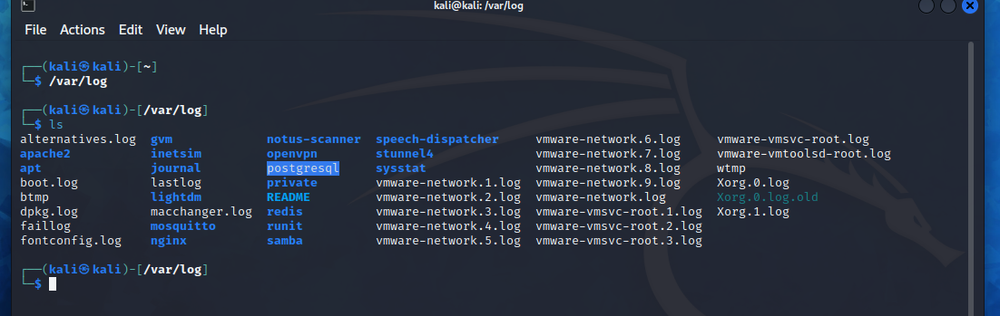 kali@kali: /var/log
File Actions Edit View Help
┌──(kali㉿kali)-[~]
└─$ /var/log
┌──(kali㉿kali)-[/var/log]
└─$ ls
alternatives.log gvm notus-scanner speech-dispatcher vmware-network.6.log vmware-vmsvc-root.log
apache2 inetsim openvpn stunnel4 vmware-network.7.log vmware-vmtoolsd-root.log
apt journal postgresql sysstat vmware-network.8.log wtmp
boot.log lastlog private vmware-network.1.log vmware-network.9.log Xorg.0.log
btmp lightdm README vmware-network.2.log vmware-network.log Xorg.0.log.old
dpkg.log macchanger.log redis vmware-network.3.log vmware-vmsvc-root.1.log Xorg.1.log
faillog mosquitto runit vmware-network.4.log vmware-vmsvc-root.2.log
fontconfig.log nginx samba vmware-network.5.log vmware-vmsvc-root.3.log
┌──(kali㉿kali)-[/var/log]
└─$